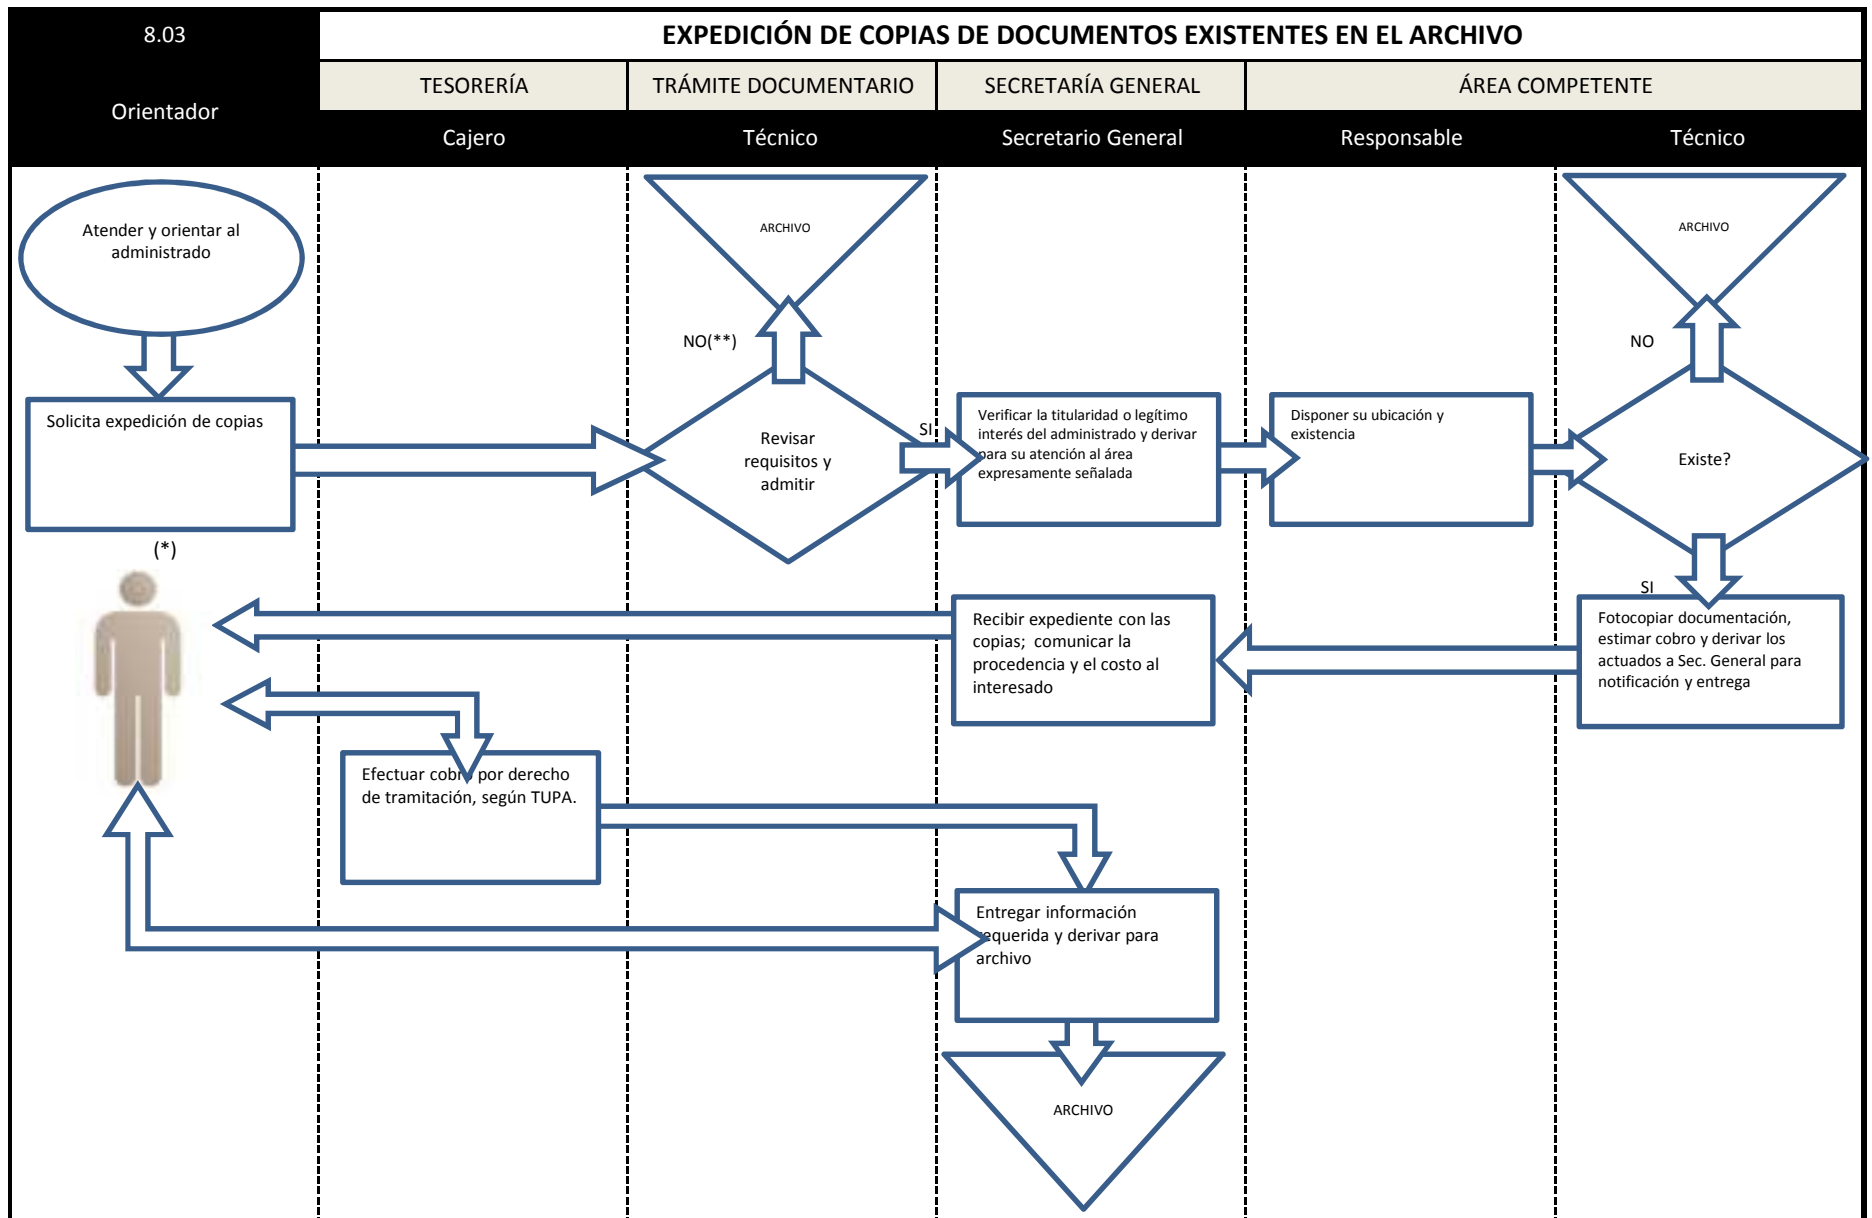 8.03
Orientador
EXPEDICIÓN DE COPIAS DE DOCUMENTOS EXISTENTES EN EL ARCHIVO
TESORERÍA
TRÁMITE DOCUMENTARIO
SECRETARÍA GENERAL
ÁREA COMPETENTE
Cajero
Técnico
Secretario General
Responsable
Técnico
Atender y orientar al
administrado
ARCHIVO
ARCHIVO
NO(**)
NO
Solicita expedición de copias
Revisar
requisitos y
admitir
SI
Verificar la titularidad o legítimo
interés del administrado y derivar
para su atención al área
expresamente señalada
Disponer su ubicación y
existencia
Existe?
(*)
SI
Recibir expediente con las
copias; comunicar la
procedencia y el costo al
interesado
Fotocopiar documentación,
estimar cobro y derivar los
actuados a Sec. General para
notificación y entrega
Efectuar cobro por derecho
de tramitación, según TUPA.
Entregar información
requerida y derivar para
archivo
ARCHIVO